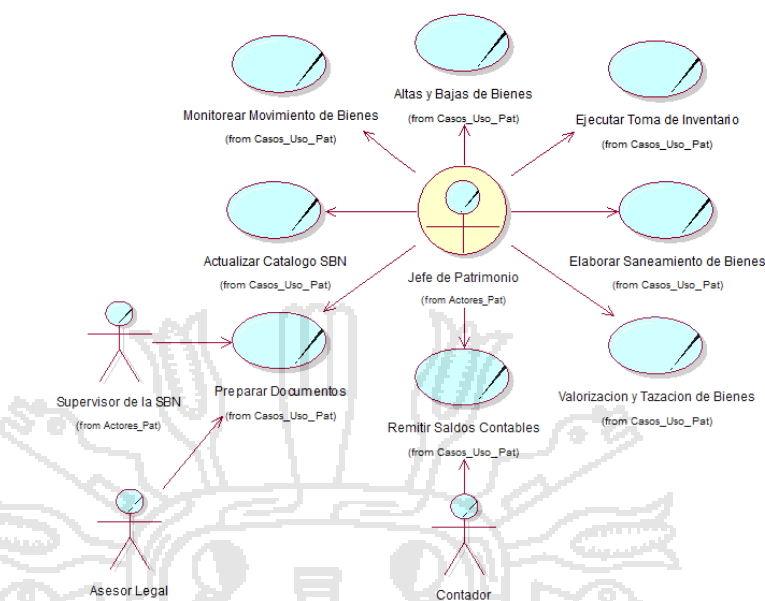 Monitorear Movimiento de Bienes
(from Casos_Uso_Pat)
Altas y Bajas de Bienes
(from Casos_Uso_Pat)
Ejecutar Toma de Inventario
(from Casos_Uso_Pat)
Actualizar Catalogo SBN
(from Casos_Uso_Pat)
Jefe de Patrimonio
(from Actores_Pat)
Elaborar Saneamiento de Bienes
(from Casos_Uso_Pat)
Supervisor de la SBN
(from Actores_Pat)
Preparar Documentos
(from Casos_Uso_Pat)
Remitir Saldos Contables
(from Casos_Uso_Pat)
Valorizacion y Tazacion de Bienes
(from Casos_Uso_Pat)
Asesor Legal
Contador